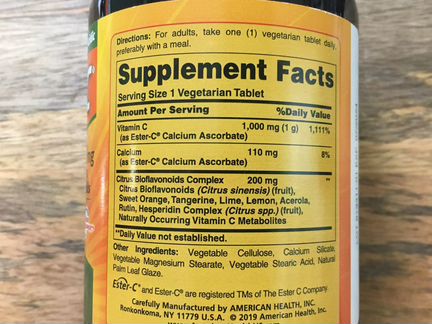 Directions: For adults, take one (1) vegetarian tablet daily,
preferably with a meal.
Supplement Facts
Serving Size 1 Vegetarian Tablet
Amount Per Serving %Daily Value
Vitamin C 1,000 mg (1 g) 1,111%
(as Ester-C® Calcium Ascorbate)
Calcium 110 mg 8%
(as Ester-C® Calcium Ascorbate)
Citrus Bioflavonoids Complex 200 mg **
Citrus Bioflavonoids (Citrus sinensis) (fruit),
Sweet Orange, Tangerine, Lime, Lemon, Acerola,
Rutin, Hesperidin Complex (Citrus spp.) (fruit),
Naturally Occurring Vitamin C Metabolites
**Daily Value not established.
Other Ingredients: Vegetable Cellulose, Calcium Silicate,
Vegetable Magnesium Stearate, Vegetable Stearic Acid, Natural
Palm Leaf Glaze.
Ester-C® and Ester-C® are registered TMs of The Ester C Company.
Carefully Manufactured by AMERICAN HEALTH, INC.
Ronkonkoma, NY 11779 U.S.A. © 2019 American Health, Inc.